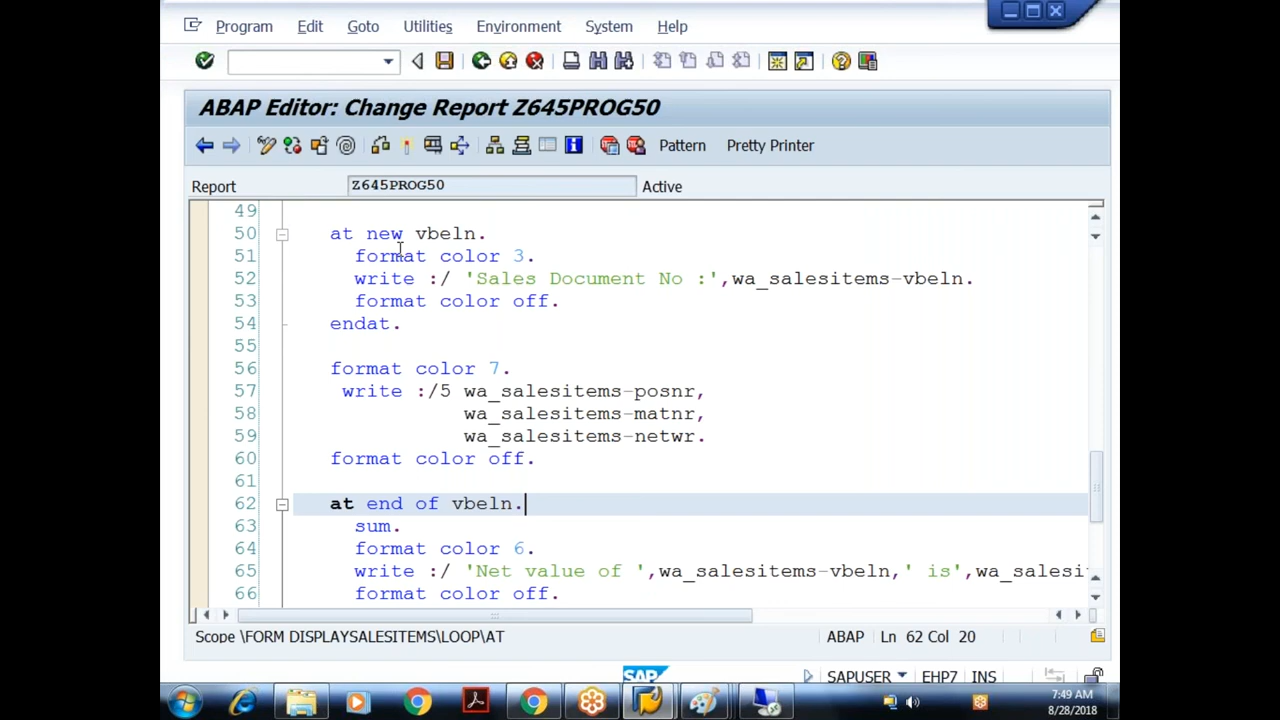 Program Edit Goto Utilities Environment System Help
ABAP Editor: Change Report Z645PROG50
Pattern Pretty Printer
Report Z645PROG50 Active
49
50 at new vbeln.
51 format color 3.
52 write :/ 'Sales Document No :',wa_salesitems-vbeln.
53 format color off.
54 endat.
55
56 format color 7.
57 write :/5 wa_salesitems-posnr,
58 wa_salesitems-matnr,
59 wa_salesitems-netwr.
60 format color off.
61
62 at end of vbeln.
63 sum.
64 format color 6.
65 write :/ 'Net value of ',wa_salesitems-vbeln,' is',wa_salesi
66 format color off.
Scope \FORM DISPLAYSALESITEMS\LOOP\AT ABAP Ln 62 Col 20
SAP SAPUSER EHP7 INS
7:49 AM
8/28/2018